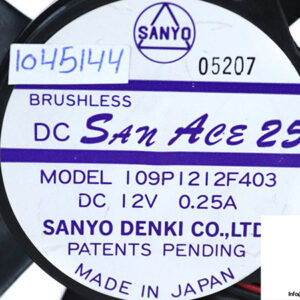 SANYO
1045144
05207
BRUSHLESS
DC SAN ACE 25
MODEL 109P1212F403
DC 12V 0.25A
SANYO DENKI CO., LTD
PATENTS PENDING
MADE IN JAPAN